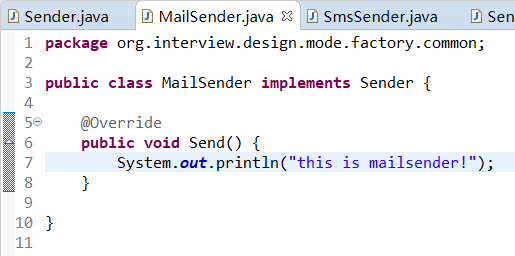 Sender.java MailSender.java SmsSender.java Sen
1 package org.interview.design.mode.factory.common;
2
3 public class MailSender implements Sender {
4
5 @Override
6 public void Send() {
7 System.out.println("this is mailsender!");
8 }
9
10 }
11